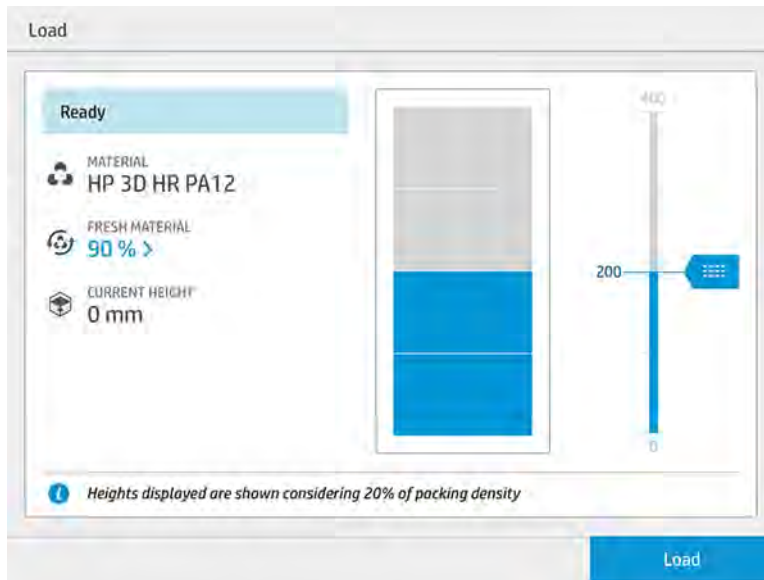 Load
Ready
MATERIAL
HP 3D HR PA12
FRESH MATERIAL
90 % >
CURRENT HEIGHT
0 mm
400
200
0
Heights displayed are shown considering 20% of packing density
Load